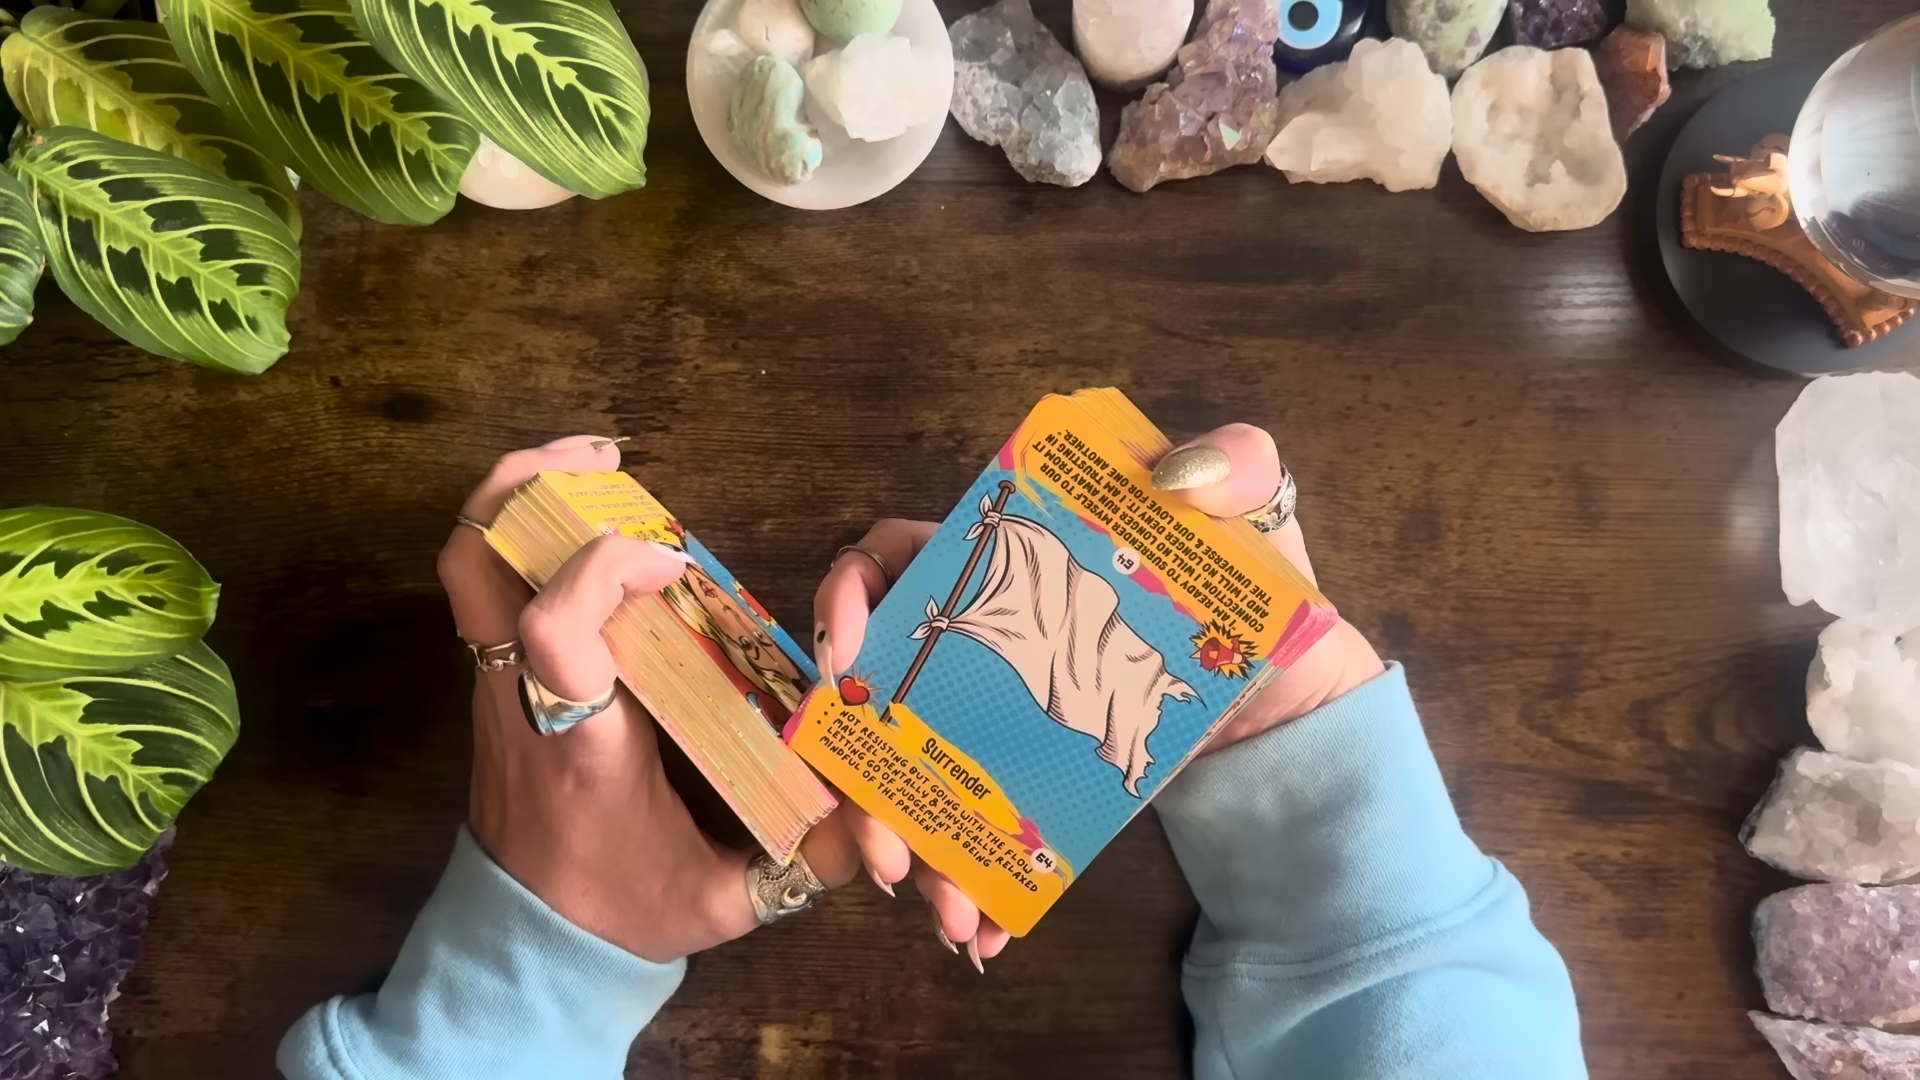 "I AM READY TO SURRENDER MYSELF TO OUR
CONNECTION. I WILL NO LONGER RUN AWAY FROM IT
AND I WILL NO LONGER DENY IT. I AM TRUSTING IN
THE UNIVERSE & OUR LOVE FOR ONE ANOTHER."
64
Surrender
NOT RESISTING BUT GOING WITH THE FLOW
MAY FEEL MENTALLY & PHYSICALLY RELAXED
LETTING GO OF JUDGEMENT & BEING
MINDFUL OF THE PRESENT
64